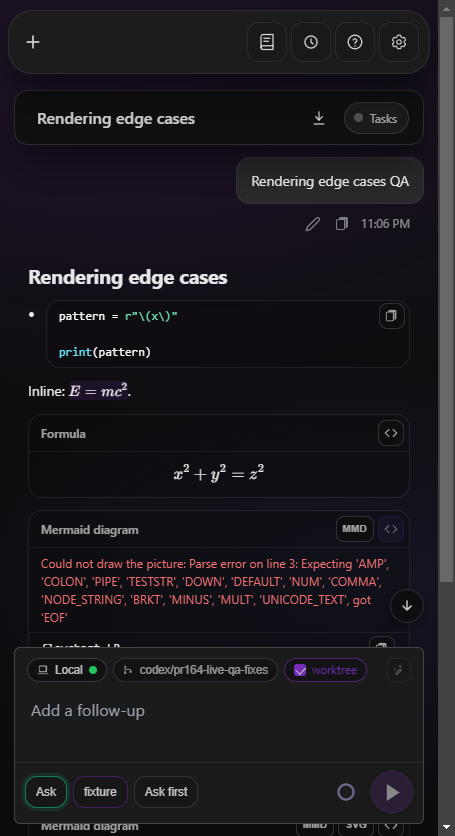 Rendering edge cases
Tasks
Rendering edge cases QA
11:06 PM
Rendering edge cases
pattern = r"\(x\)"
print(pattern)
Inline: E = mc².
Formula
x² + y² = z²
Mermaid diagram
MMD
Could not draw the picture: Parse error on line 3: Expecting 'AMP',
'COLON', 'PIPE', 'TESTSTR', 'DOWN', 'DEFAULT', 'NUM', 'COMMA',
'NODE_STRING', 'BRKT', 'MINUS', 'MULT', 'UNICODE_TEXT', got
'EOF'
Local
codex/pr164-live-qa-fixes
worktree
Add a follow-up
Ask
fixture
Ask first
Mermaid diagram
MMD
SVG